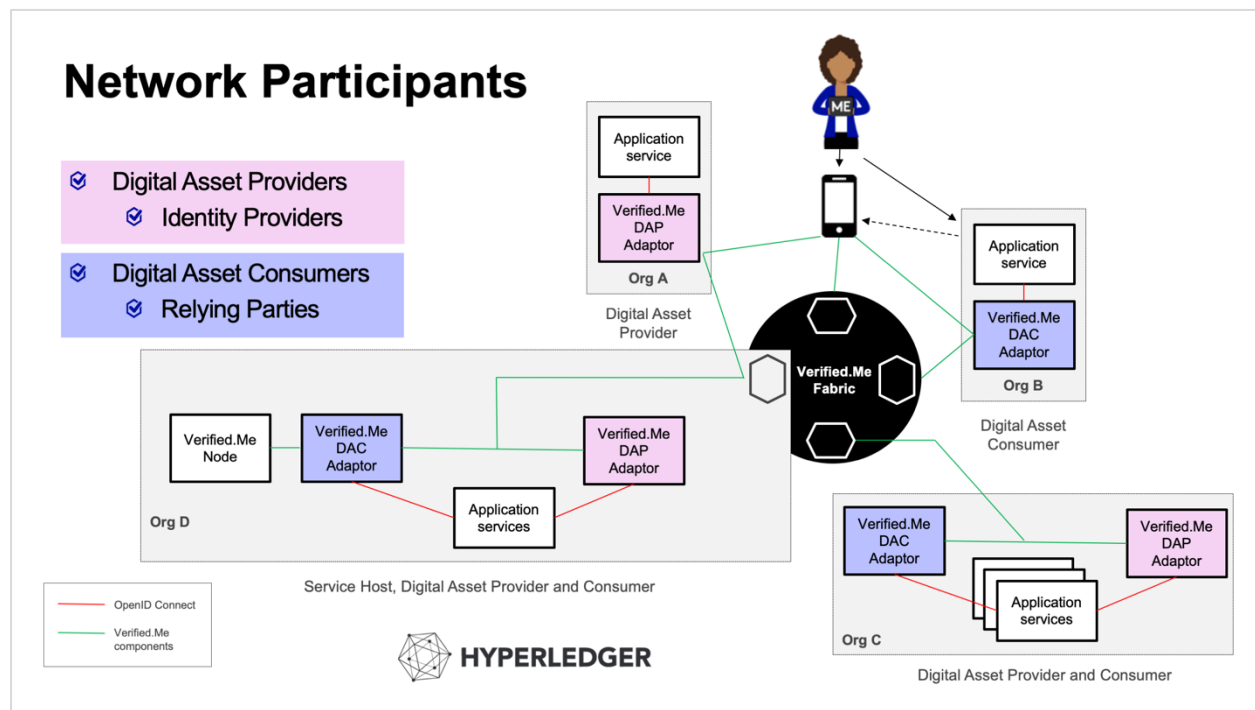 Network Participants
Digital Asset Providers
Identity Providers
Digital Asset Consumers
Relying Parties
ME
Application
service
Verified.Me
DAP
Adaptor
Org A
Digital Asset
Provider
Application
service
Verified.Me
DAC
Adaptor
Org B
Digital Asset
Consumer
Verified.Me
Fabric
Verified.Me
Node
Verified.Me
DAC
Adaptor
Verified.Me
DAP
Adaptor
Application
services
Org D
Service Host, Digital Asset Provider and Consumer
Verified.Me
DAC
Adaptor
Verified.Me
DAP
Adaptor
Application
services
Org C
Digital Asset Provider and Consumer
OpenID Connect
Verified.Me
components
HYPERLEDGER